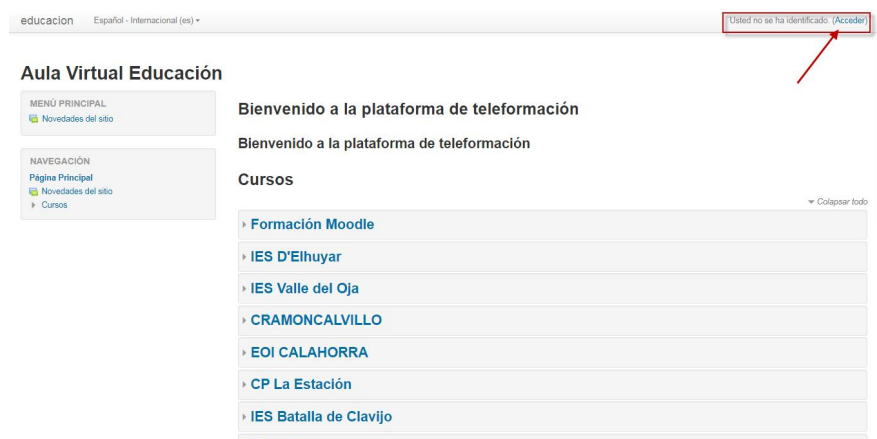 educacion Español - Internacional (es)
Usted no se ha identificado. (Acceder)
Aula Virtual Educación
MENÚ PRINCIPAL
Novedades del sitio
NAVEGACIÓN
Página Principal
Novedades del sitio
Cursos
Bienvenido a la plataforma de teleformación
Bienvenido a la plataforma de teleformación
Cursos
Colapsar todo
Formación Moodle
IES D'Elhuyar
IES Valle del Oja
CRAMONCALVILLO
EOI CALAHORRA
CP La Estación
IES Batalla de Clavijo